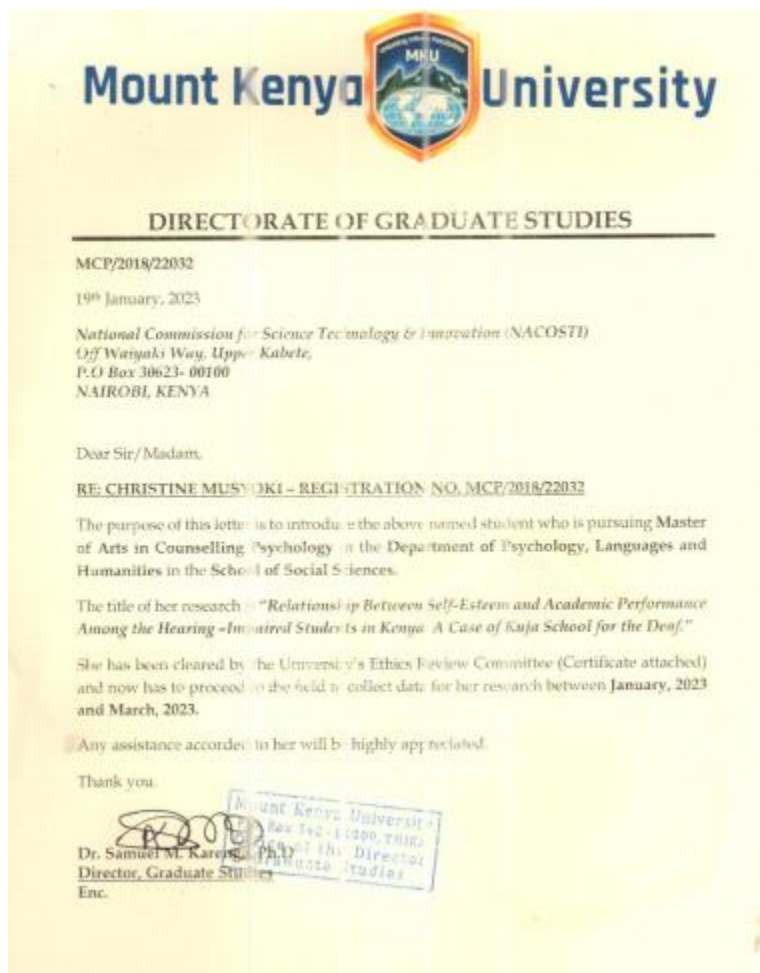 MKU
Mount Kenya University
DIRECTORATE OF GRADUATE STUDIES
MCP/2018/22032
19th January, 2023
National Commission for Science Technology & Innovation (NACOSTI)
Off Waiyaki Way, Upper Kabete,
P.O Box 30623- 00100
NAIROBI, KENYA
Dear Sir/Madam,
RE: CHRISTINE MUSYOKI – REGISTRATION NO. MCP/2018/22032
The purpose of this letter is to introduce the above named student who is pursuing Master
of Arts in Counselling Psychology in the Department of Psychology, Languages and
Humanities in the School of Social Sciences.
The title of her research is "Relationship Between Self-Esteem and Academic Performance
Among the Hearing –Impaired Students in Kenya: A Case of Kuja School for the Deaf."
She has been cleared by the University's Ethics Review Committee (Certificate attached)
and now has to proceed to the field to collect data for her research between January, 2023
and March, 2023.
Any assistance accorded to her will be highly appreciated.
Thank you.
Mount Kenya University
Box 342-01000, THIKA
of the Director
Graduate Studies
Dr. Samuel M. Karenga, Ph.D
Director, Graduate Studies
Enc.